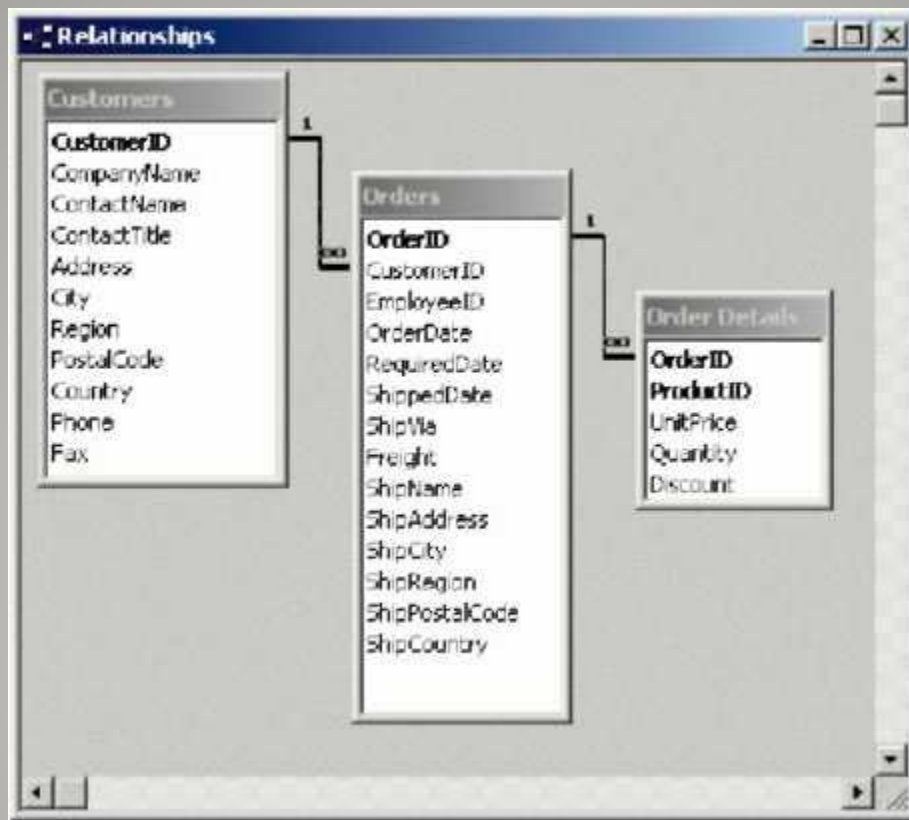 Relationships
Customers
CustomerID
CompanyName
ContactName
ContactTitle
Address
City
Region
PostalCode
Country
Phone
Fax
1
∞
Orders
OrderID
CustomerID
EmployeeID
OrderDate
RequiredDate
ShippedDate
ShipVia
Freight
ShipName
ShipAddress
ShipCity
ShipRegion
ShipPostalCode
ShipCountry
1
∞
Order Details
OrderID
ProductID
UnitPrice
Quantity
Discount